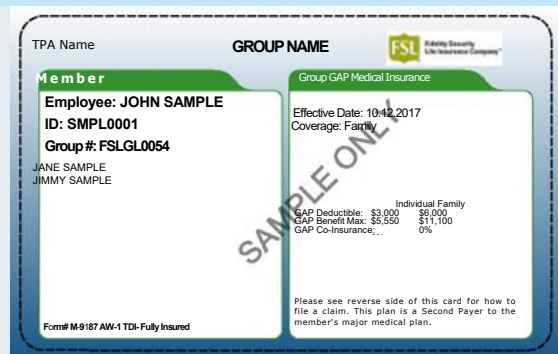 TPA Name
GROUP NAME
FSL
Fidelity Security
Life Insurance Company
Member
Employee: JOHN SAMPLE
ID: SMPL0001
Group #: FSLGL0054
JANE SAMPLE
JIMMY SAMPLE
Form# M-9187 AW-1 TDI- Fully Insured
Group GAP Medical Insurance
Effective Date: 10.12.2017
Coverage: Family
SAMPLE ONLY
Individual Family
GAP Deductible: $3,000 $6,000
GAP Benefit Max: $5,550 $11,100
GAP Co-Insurance: 0%
Please see reverse side of this card for how to
file a claim. This plan is a Second Payer to the
member's major medical plan.